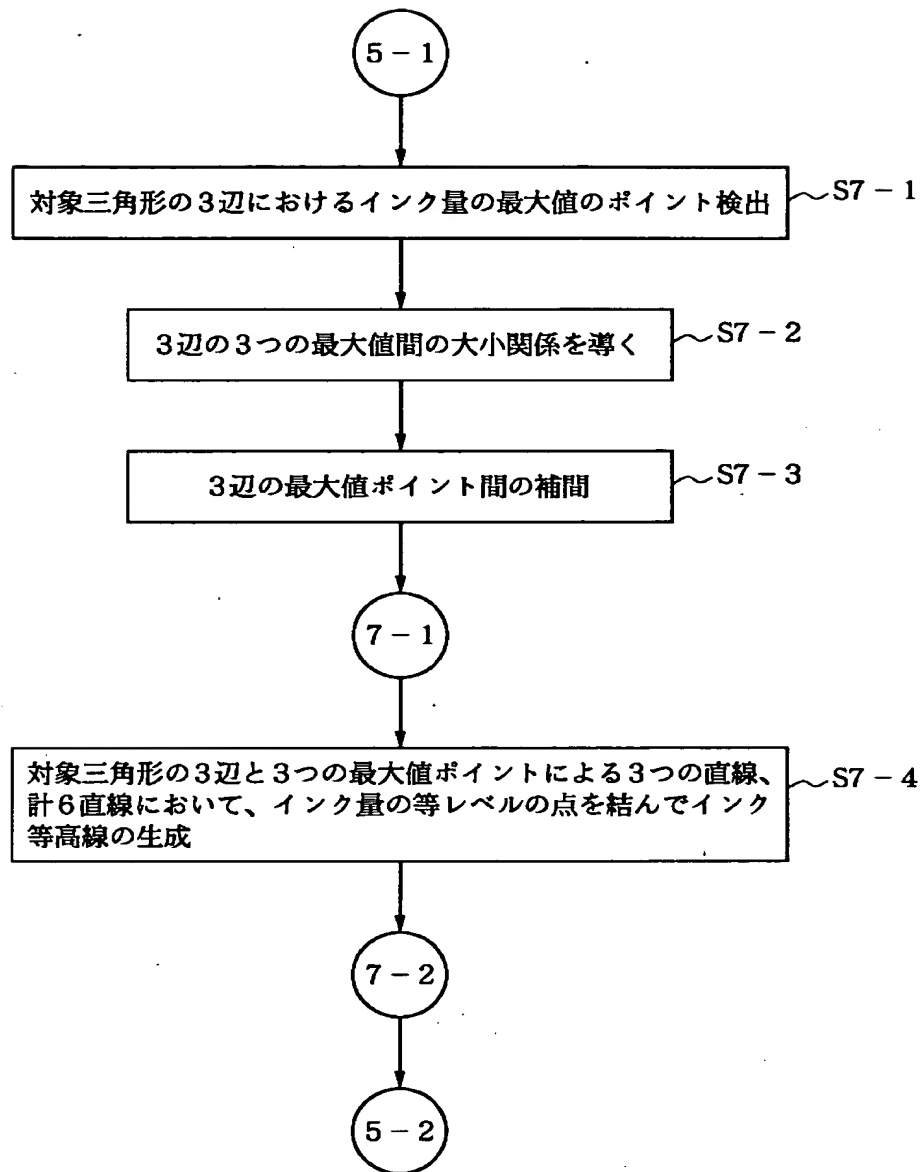 5－1
対象三角形の3辺におけるインク量の最大値のポイント検出
S7－1
3辺の3つの最大値間の大小関係を導く
S7－2
3辺の最大値ポイント間の補間
S7－3
7－1
対象三角形の3辺と3つの最大値ポイントによる3つの直線、
計6直線において、インク量の等レベルの点を結んでインク
等高線の生成
S7－4
7－2
5－2